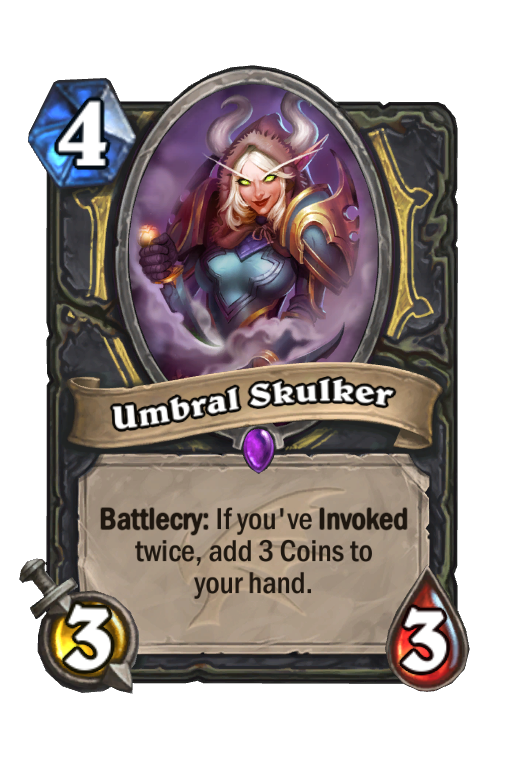 4
Umbral Skulker
Battlecry: If you've Invoked
twice, add 3 Coins to
your hand.
3
3